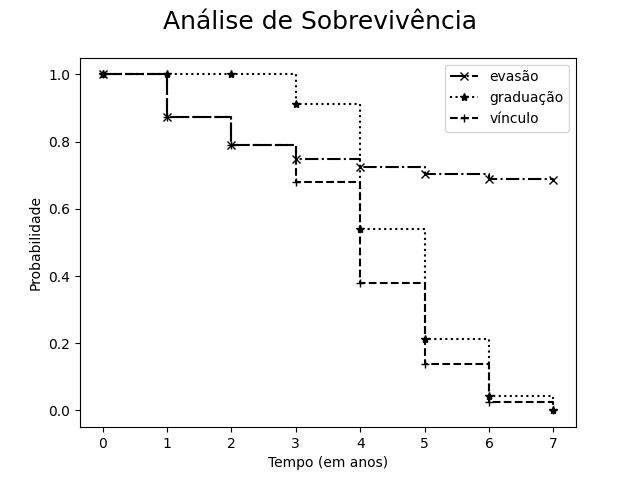 Análise de Sobrevivência
evasão
graduação
vínculo
1.0
0.8
0.6
0.4
0.2
0.0
Probabilidade
0 1 2 3 4 5 6 7
Tempo (em anos)